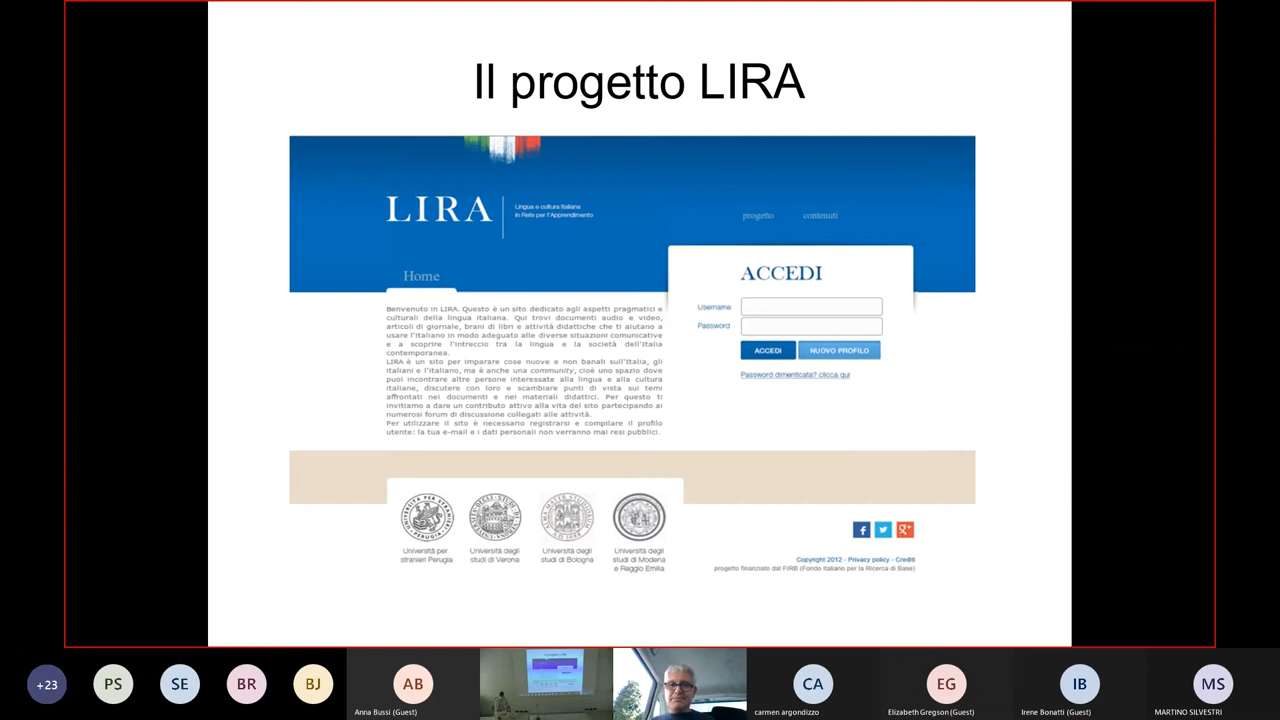 Il progetto LIRA
LIRA
Lingua e cultura Italiana
in Rete per l'Apprendimento
progetto
contenuti
Home
ACCEDI
Username
Password
ACCEDI
NUOVO PROFILO
Password dimenticata? clicca qui
Benvenuto in LIRA. Questo è un sito dedicato agli aspetti pragmatici e
culturali della lingua italiana. Qui trovi documenti audio e video,
articoli di giornale, brani di libri e attività didattiche che ti aiutano a
usare l'italiano in modo adeguato alle diverse situazioni comunicative
e a scoprire l'intreccio tra la lingua e la società dell'Italia
contemporanea.
LIRA è un sito per imparare cose nuove e non banali sull'Italia, gli
italiani e l'italiano, ma è anche una community, cioè uno spazio dove
puoi incontrare altre persone interessate alla lingua e alla cultura
italiane, discutere con loro e scambiare punti di vista sui temi
affrontati nei documenti e nei materiali didattici. Per questo ti
invitiamo a dare un contributo attivo alla vita del sito partecipando ai
numerosi forum di discussione collegati alle attività.
Per utilizzare il sito è necessario registrarsi e compilare il profilo
utente: la tua e-mail e i dati personali non verranno mai resi pubblici.
Università per
stranieri Perugia
Università degli
studi di Verona
Università degli
studi di Bologna
Università degli
studi di Modena
e Reggio Emilia
Copyright 2012 - Privacy policy - Crediti
progetto finanziato dal FIRB (Fondo Italiano per la Ricerca di Base)
+23
PS
SE
BR
BJ
AB
Anna Bussi (Guest)
CA
carmen argondizzo
EG
Elizabeth Gregson (Guest)
IB
Irene Bonatti (Guest)
MS
MARTINO SILVESTRI